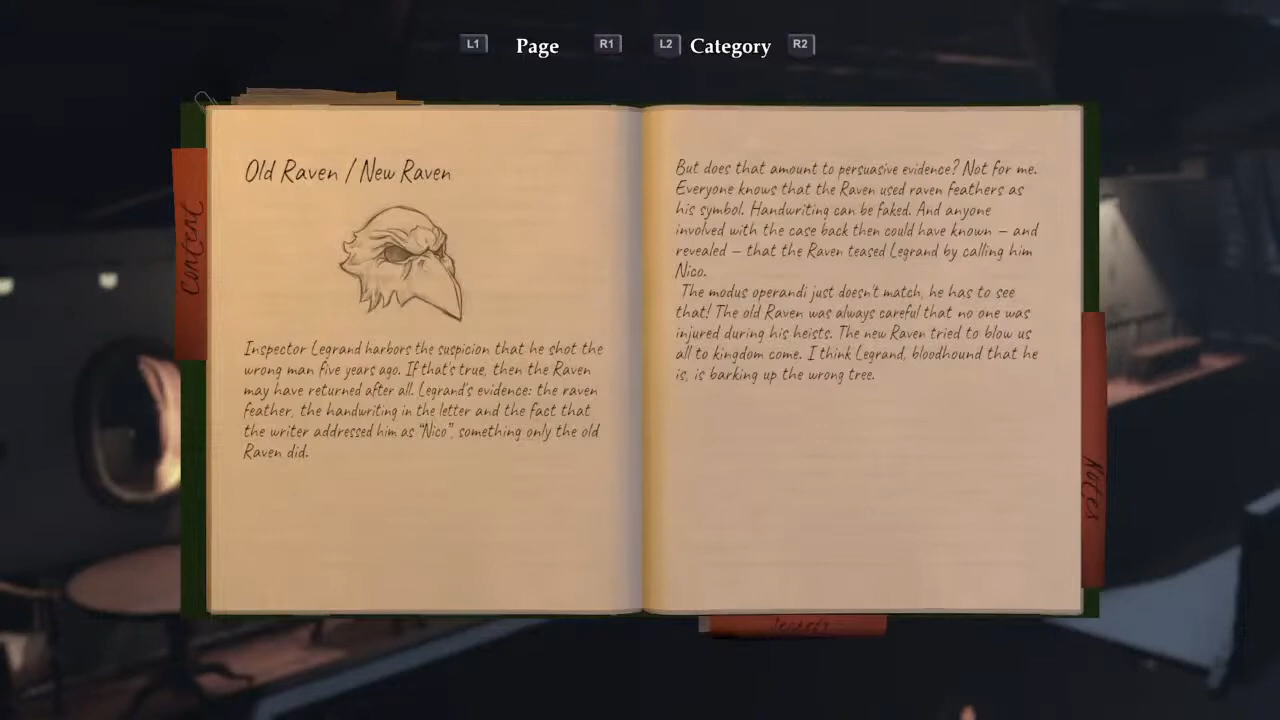 L1 Page R1 L2 Category R2
Content
Old Raven / New Raven
Inspector Legrand harbors the suspicion that he shot the
wrong man five years ago. If that's true, then the Raven
may have returned after all. Legrand's evidence: the raven
feather, the handwriting in the letter and the fact that
the writer addressed him as "Nico", something only the old
Raven did.
But does that amount to persuasive evidence? Not for me.
Everyone knows that the Raven used raven feathers as
his symbol. Handwriting can be faked. And anyone
involved with the case back then could have known – and
revealed – that the Raven teased Legrand by calling him
Nico.
The modus operandi just doesn't match, he has to see
that! The old Raven was always careful that no one was
injured during his heists. The new Raven tried to blow us
all to kingdom come. I think Legrand, bloodhound that he
is, is barking up the wrong tree.
Notes